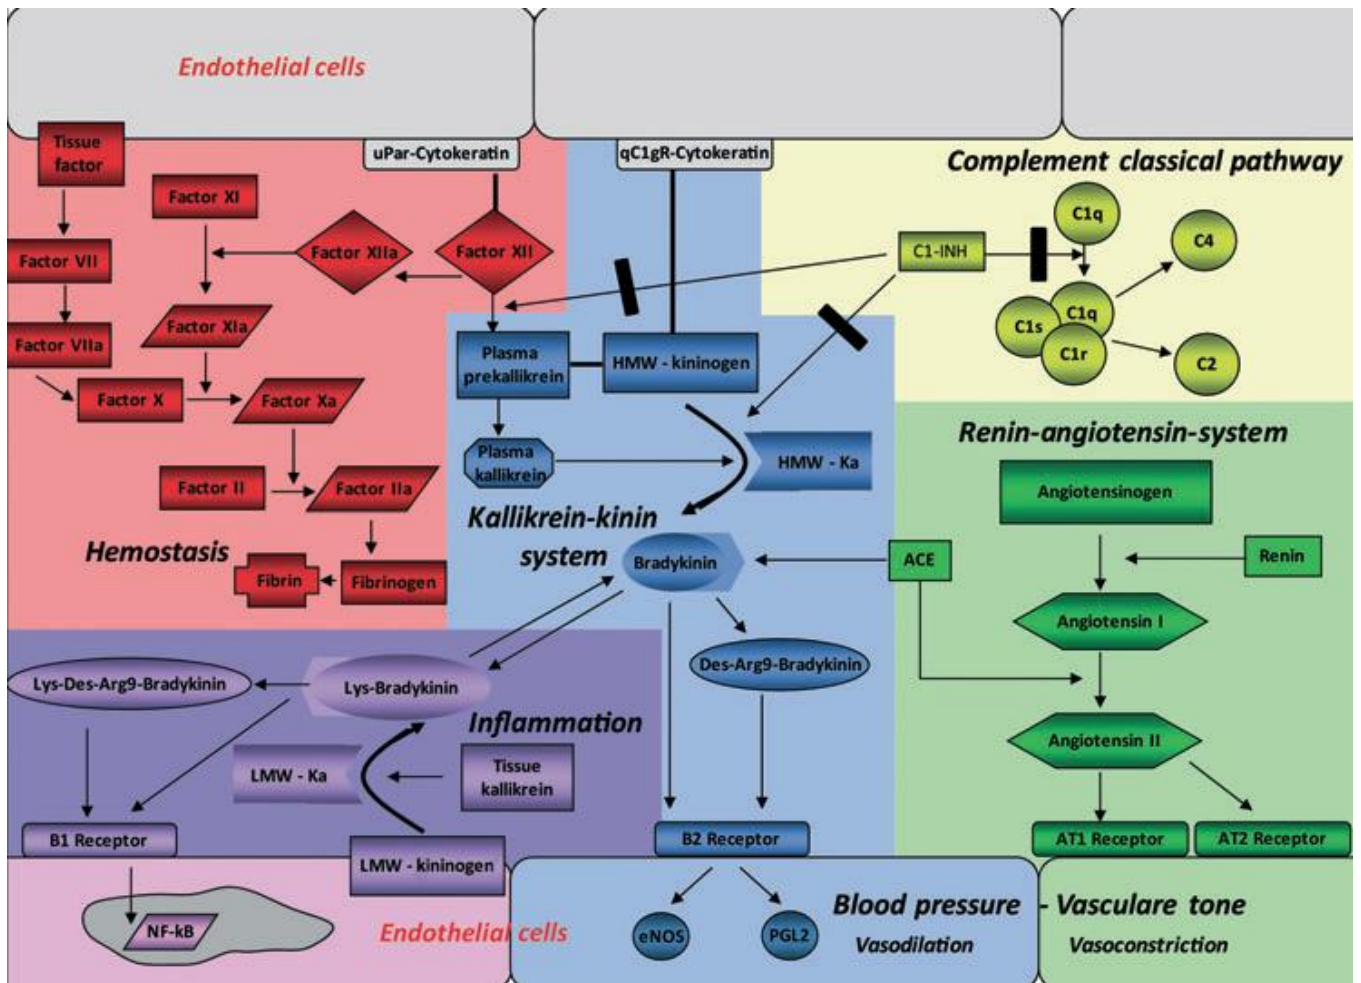 Endothelial cells
Tissue
factor
uPar-Cytokeratin
qC1gR-Cytokeratin
Complement classical pathway
Factor XI
C1q
Factor VII
Factor XIIa
Factor XII
C1-INH
C4
Factor VIIa
Factor XIa
Plasma
prekallikrein
HMW - kininogen
C1s
C1q
C1r
C2
Factor X
Factor Xa
Renin-angiotensin-system
Plasma
kallikrein
HMW - Ka
Angiotensinogen
Factor II
Factor IIa
Kallikrein-kinin
system
Hemostasis
Fibrin
Fibrinogen
Bradykinin
ACE
Renin
Angiotensin I
Lys-Des-Arg9-Bradykinin
Lys-Bradykinin
Des-Arg9-Bradykinin
Inflammation
Angiotensin II
LMW - Ka
Tissue
kallikrein
B1 Receptor
B2 Receptor
AT1 Receptor
AT2 Receptor
LMW - kininogen
NF-kB
Endothelial cells
eNOS
PGL2
Blood pressure - Vasculare tone
Vasodilation
Vasoconstriction